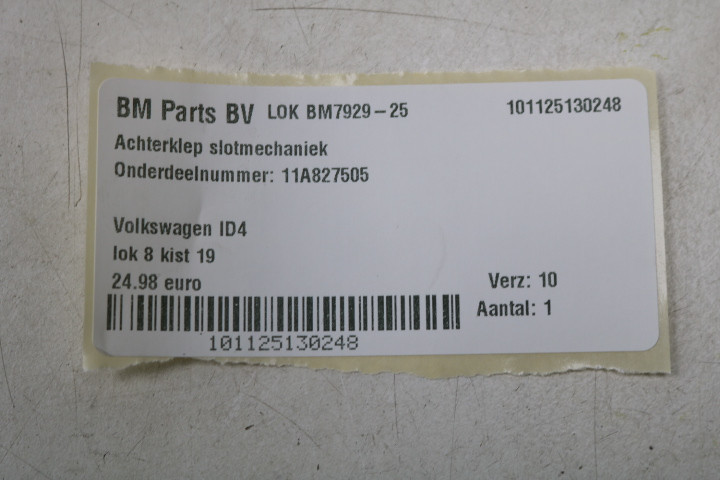 BM Parts BV LOK BM7929-25 101125130248
Achterklep slotmechaniek
Onderdeelnummer: 11A827505
Volkswagen ID4
lok 8 kist 19
24.98 euro Verz: 10
Aantal: 1
101125130248